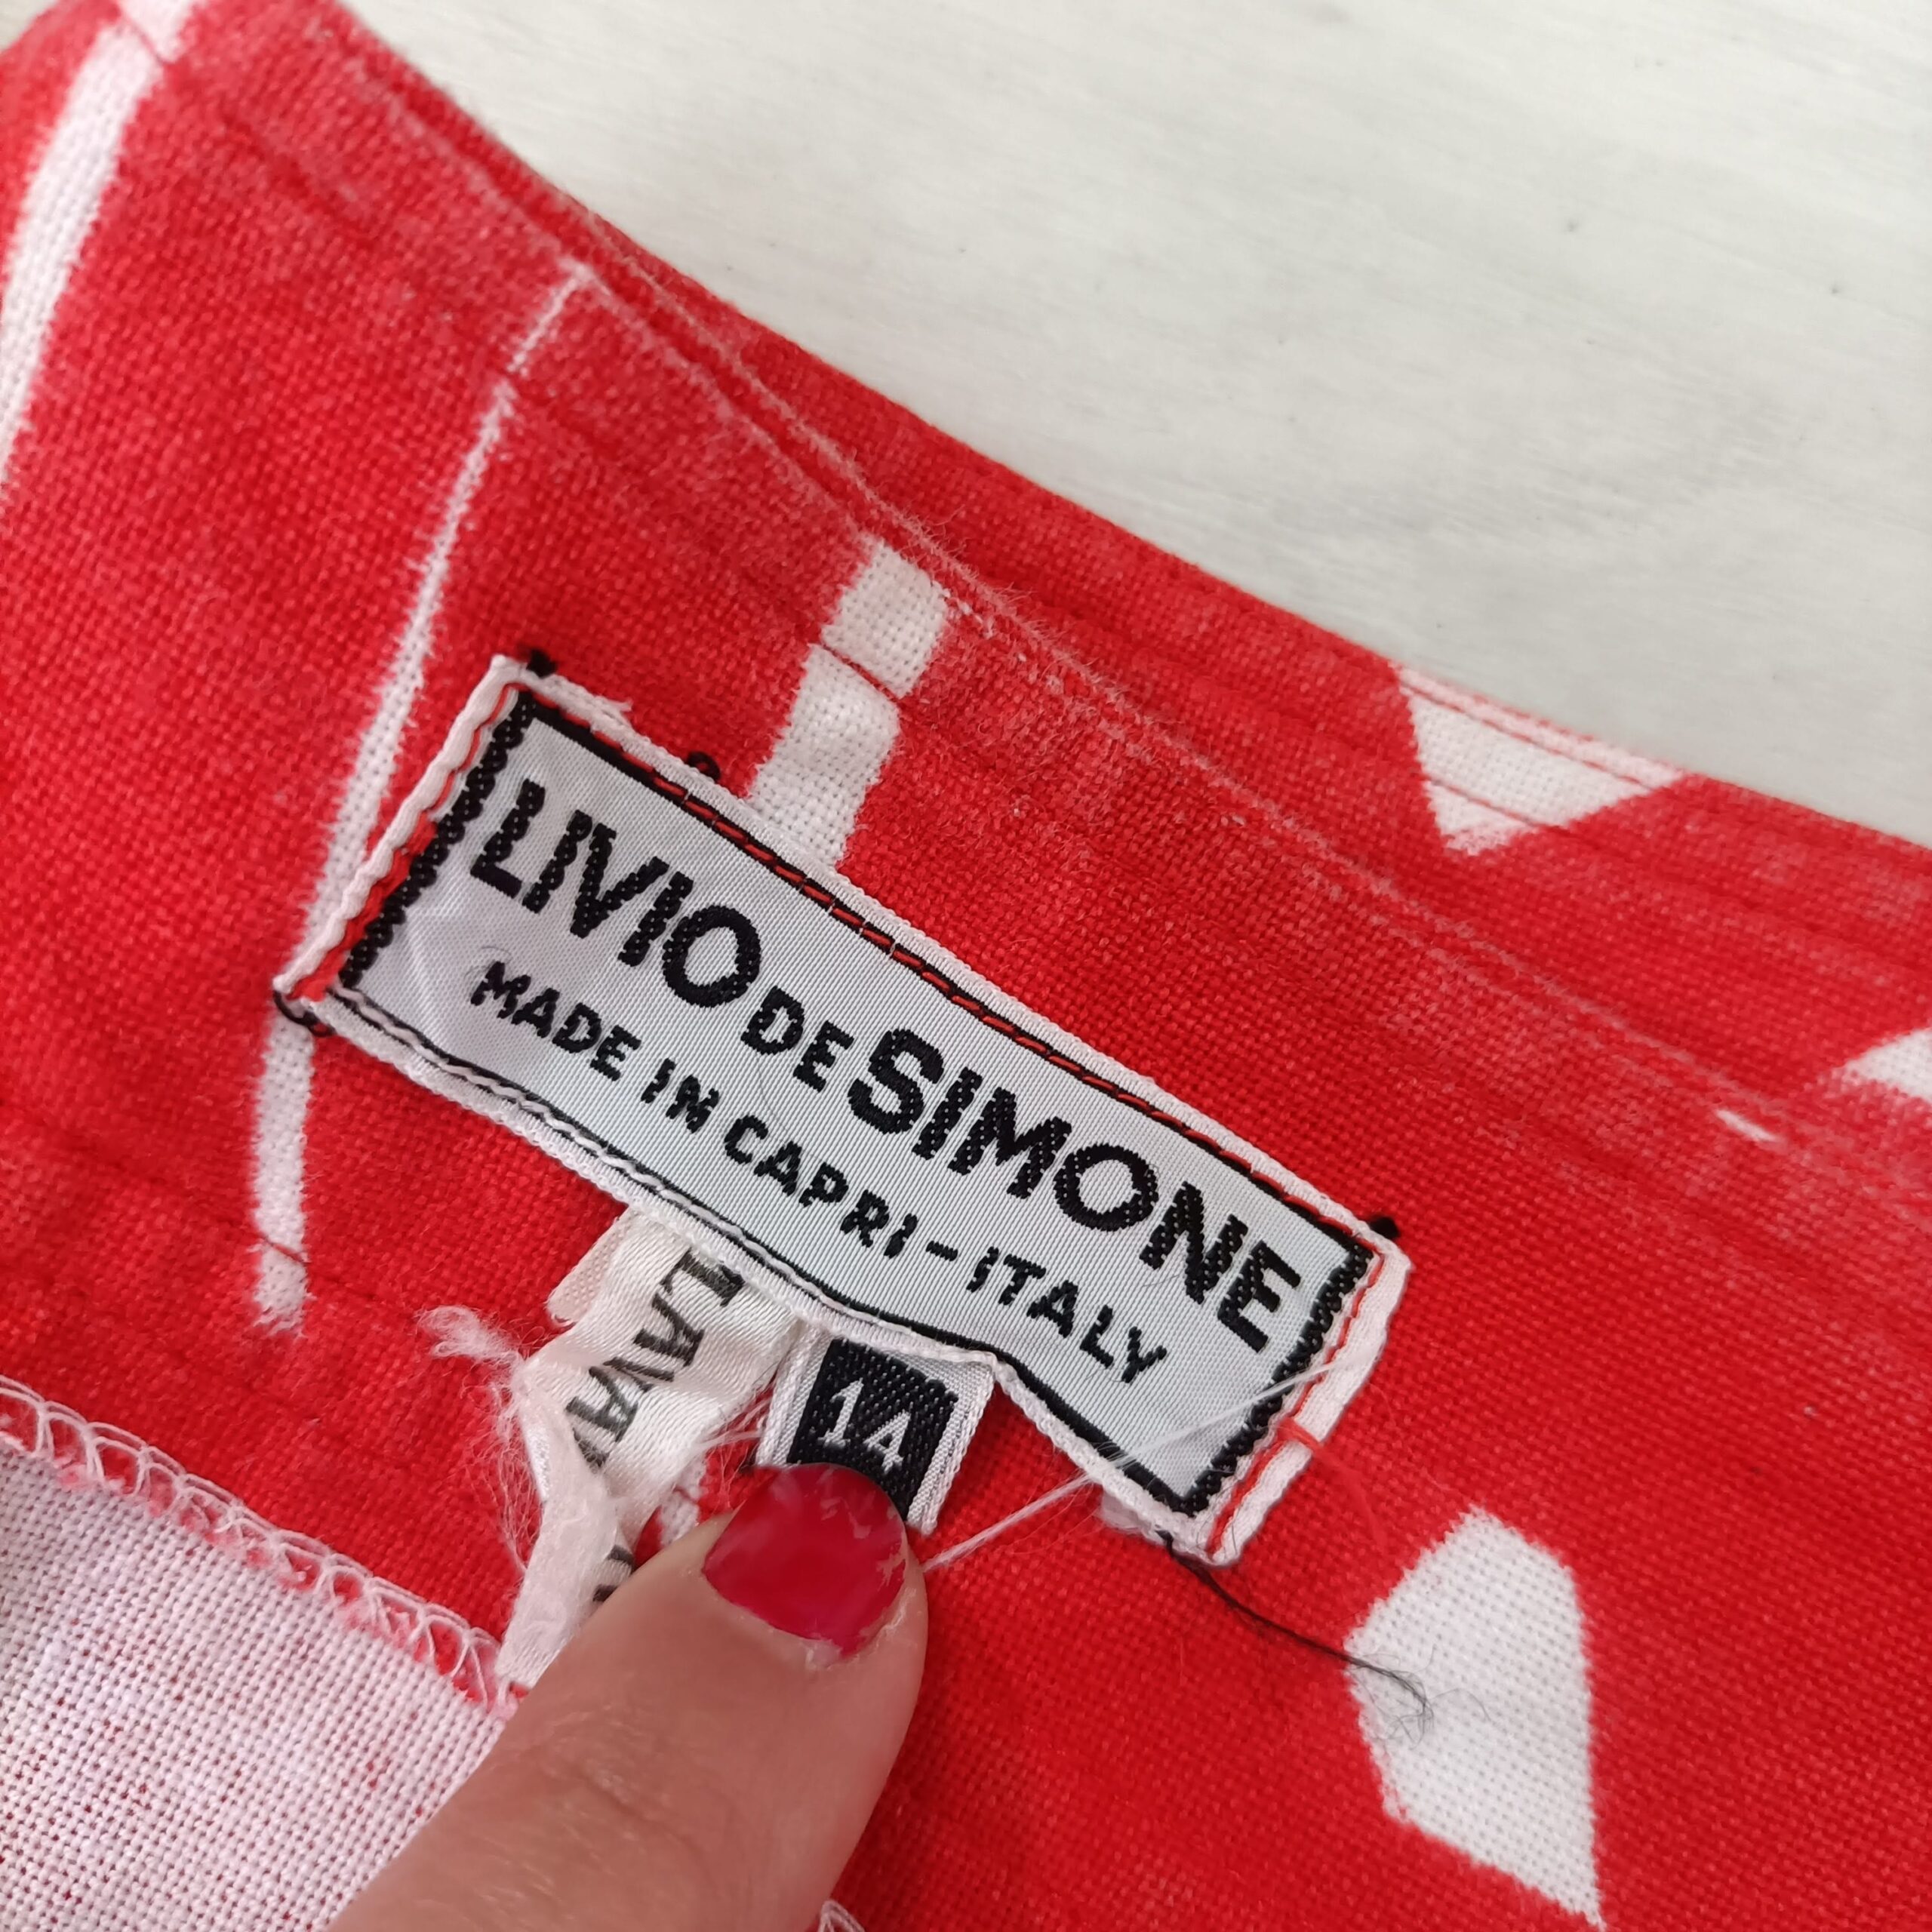 LIVIO DE SIMONE
MADE IN CAPRI - ITALY
14